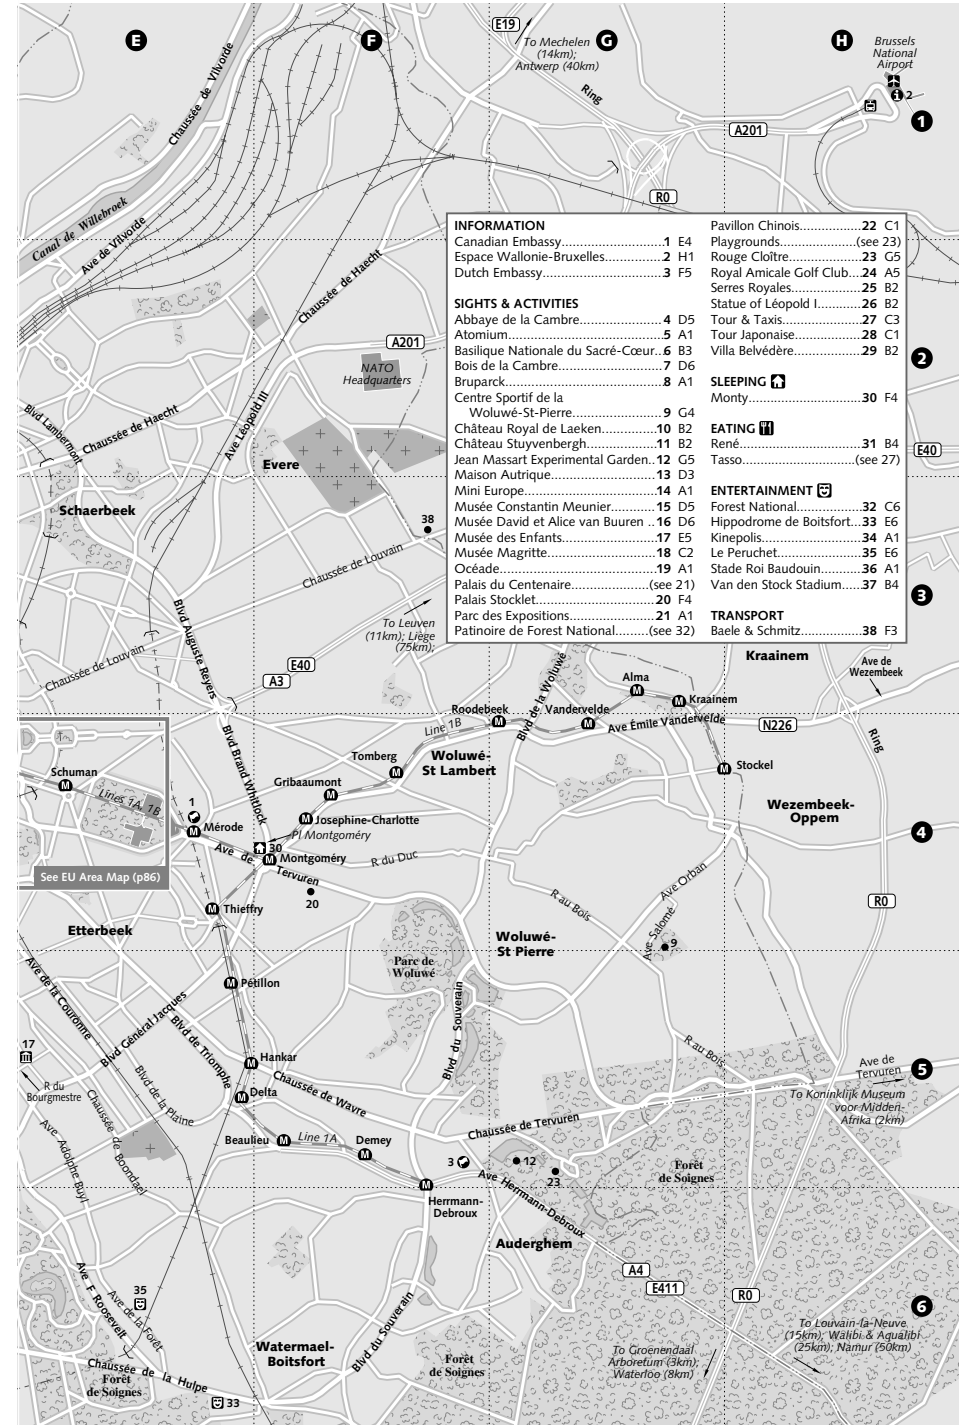 E
F
G
H
E19
To Mechelen
(14km);
Antwerp (40km)
Brussels
National
Airport
2
1
Chaussée de Vilvorde
Ring
A201
R0
Canal de Willebroek
Ave de Vilvorde
Chaussée de Haecht
A201
NATO
Headquarters
2
INFORMATION
Canadian Embassy 1 E4
Espace Wallonie-Bruxelles 2 H1
Dutch Embassy 3 F5
SIGHTS & ACTIVITIES
Abbaye de la Cambre 4 D5
Atomium 5 A1
Basilique Nationale du Sacré-Cœur 6 B3
Bois de la Cambre 7 D6
Bruparck 8 A1
Centre Sportif de la
Woluwé-St-Pierre 9 G4
Château Royal de Laeken 10 B2
Château Stuyvenbergh 11 B2
Jean Massart Experimental Garden 12 G5
Maison Autrique 13 D3
Mini Europe 14 A1
Musée Constantin Meunier 15 D5
Musée David et Alice van Buuren 16 D6
Musée des Enfants 17 E5
Musée Magritte 18 C2
Océade 19 A1
Palais du Centenaire (see 21)
Palais Stocklet 20 F4
Parc des Expositions 21 A1
Patinoire de Forest National (see 32)
Pavillon Chinois 22 C1
Playgrounds (see 23)
Rouge Cloître 23 G5
Royal Amicale Golf Club 24 A5
Serres Royales 25 B2
Statue of Léopold I 26 B2
Tour & Taxis 27 C3
Tour Japonaise 28 C1
Villa Belvédère 29 B2
SLEEPING
Monty 30 F4
EATING
René 31 B4
Tasso (see 27)
ENTERTAINMENT
Forest National 32 C6
Hippodrome de Boitsfort 33 E6
Kinepolis 34 A1
Le Peruchet 35 E6
Stade Roi Baudouin 36 A1
Van den Stock Stadium 37 B4
TRANSPORT
Baele & Schmitz 38 F3
Blvd Lambermont
Chaussée de Haecht
Ave Léopold III
E40
Evere
Schaerbeek
38
Chaussée de Louvain
3
Blvd Auguste Reyers
To Leuven
(11km); Liège
(75km);
Chaussée de Louvain
E40
A3
Kraainem
Ave de
Wezembeek
Alma
Kraainem
Roodebeek
Vandervelde
Blvd de la Woluwé
Ave Émile Vandervelde
N226
Ring
Line 1B
Blvd Brand Whitlock
Woluwé-
St Lambert
Tomberg
Stockel
Schuman
Gribaaumont
Lines 1A, 1B
1
Josephine-Charlotte
Wezembeek-
Oppem
Mérode
Pl Montgoméry
4
30
Ave de
Tervuren
Montgoméry
R du Duc
See EU Area Map (p86)
20
Ave Orban
R au Bois
R0
Thieffry
Etterbeek
Ave Salomé
9
Woluwé-
St Pierre
Parc de
Woluwé
Ave de la Couronne
Pétillon
Blvd Général Jacques
Blvd de Triomphe
Blvd du Souverain
17
R du
Bourgmestre
Hankar
R au Bois
Ave de
Tervuren
5
Chaussée de Wavre
Delta
Blvd de la Plaine
To Koninklijk Museum
voor Midden-
Afrika (2km)
Chaussée de Boondael
Chaussée de Tervuren
Beaulieu
Line 1A
Demey
Ave Adolphe Buyl
3
12
23
Forêt
de Soignes
Herrmann-
Debroux
Ave Herrmann-Debroux
Auderghem
A4
E411
R0
Ave F Roosevelt
35
Ave de la Forêt
6
To Louvain-la-Neuve
(15km); Walibi & Aqualibi
(25km); Namur (50km)
Watermael-
Boitsfort
Blvd du Souverain
To Groenendaal
Arboretum (3km);
Waterloo (8km)
Forêt
de Soignes
Chaussée de la Hulpe
Forêt
de Soignes
33